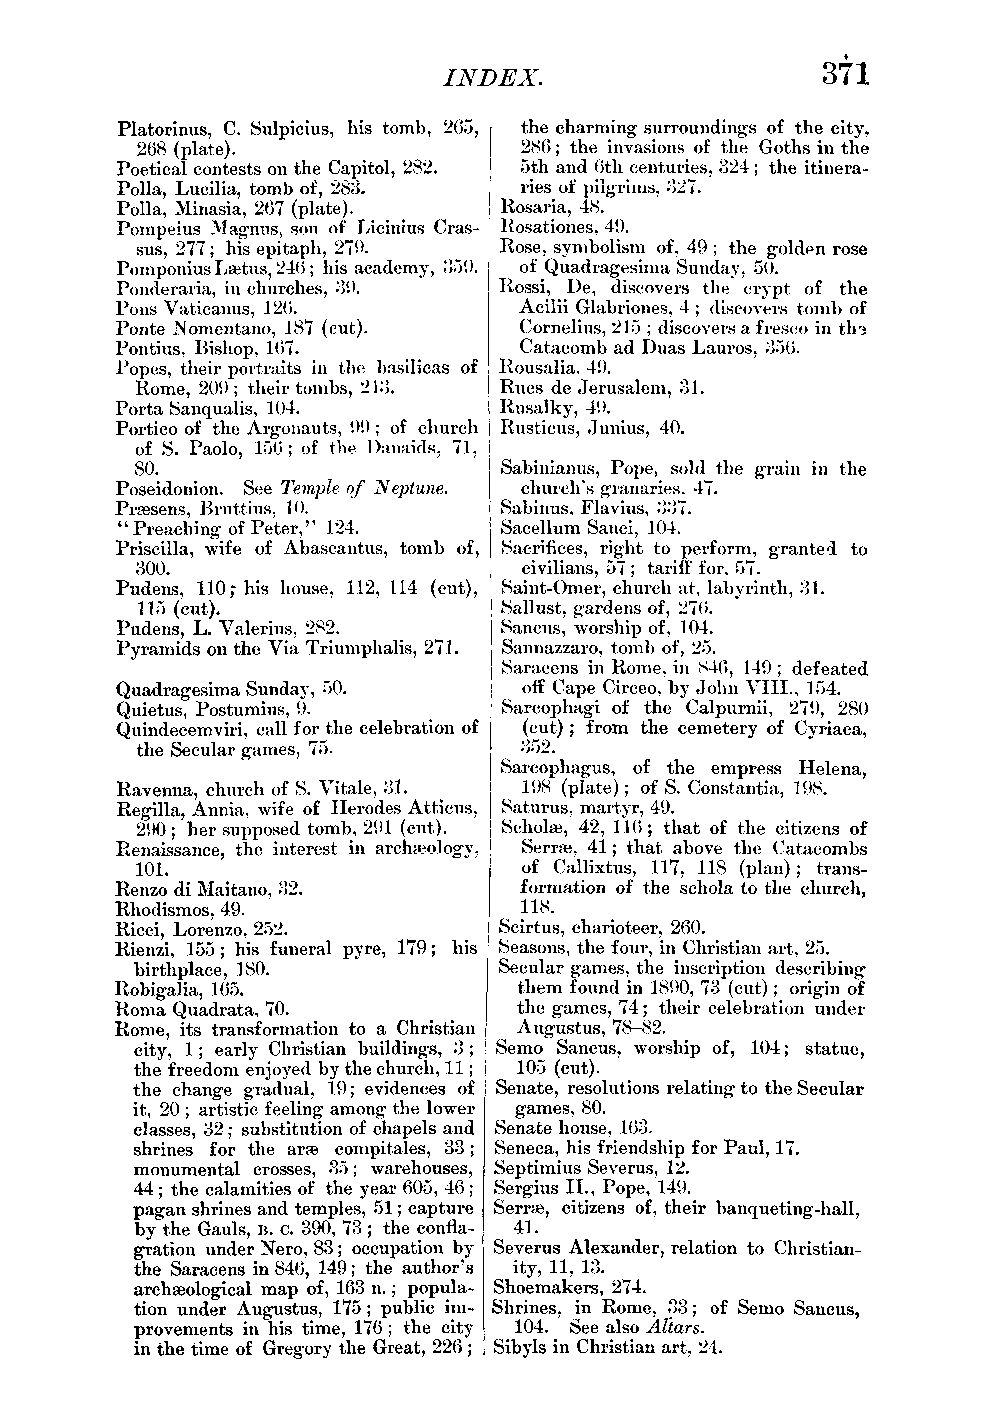 INDEX. 371
Platorinus, C. Sulpicius, his tomb, 265,
268 (plate).
Poetical contests on the Capitol, 282.
Polla, Lucilia, tomb of, 283.
Polla, Minasia, 267 (plate).
Pompeius Magnus, son of Licinius Cras-
sus, 277; his epitaph, 279.
Pomponius Lætus, 246; his academy, 359.
Ponderaria, in churches, 39.
Pons Vaticanus, 126.
Ponte Nomentano, 187 (cut).
Pontius, Bishop, 167.
Popes, their portraits in the basilicas of
Rome, 209; their tombs, 213.
Porta Sanqualis, 104.
Portico of the Argonauts, 99; of church
of S. Paolo, 156; of the Danaids, 71,
80.
Poseidonion. See Temple of Neptune.
Præsens, Bruttius, 10.
"Preaching of Peter," 124.
Priscilla, wife of Abascantus, tomb of,
300.
Pudens, 110; his house, 112, 114 (cut),
115 (cut).
Pudens, L. Valerius, 282.
Pyramids on the Via Triumphalis, 271.
Quadragesima Sunday, 50.
Quietus, Postumius, 9.
Quindecemviri, call for the celebration of
the Secular games, 75.
Ravenna, church of S. Vitale, 31.
Regilla, Annia, wife of Herodes Atticus,
290; her supposed tomb, 291 (cut).
Renaissance, the interest in archæology,
101.
Renzo di Maitano, 32.
Rhodismos, 49.
Ricci, Lorenzo, 252.
Rienzi, 155; his funeral pyre, 179; his
birthplace, 180.
Robigalia, 165.
Roma Quadrata, 70.
Rome, its transformation to a Christian
city, 1; early Christian buildings, 3;
the freedom enjoyed by the church, 11;
the change gradual, 19; evidences of
it, 20; artistic feeling among the lower
classes, 32; substitution of chapels and
shrines for the aræ compitales, 33;
monumental crosses, 35; warehouses,
44; the calamities of the year 605, 46;
pagan shrines and temples, 51; capture
by the Gauls, B. C. 390, 73; the confla-
gration under Nero, 83; occupation by
the Saracens in 846, 149; the author's
archæological map of, 163 n.; popula-
tion under Augustus, 175; public im-
provements in his time, 176; the city
in the time of Gregory the Great, 226;
the charming surroundings of the city,
286; the invasions of the Goths in the
5th and 6th centuries, 324; the itinera-
ries of pilgrims, 327.
Rosaria, 48.
Rosationes, 49.
Rose, symbolism of, 49; the golden rose
of Quadragesima Sunday, 50.
Rossi, De, discovers the crypt of the
Acilii Glabriones, 4; discovers tomb of
Cornelius, 215; discovers a fresco in the
Catacomb ad Duas Lauros, 356.
Rousalia, 49.
Rues de Jerusalem, 31.
Rusalky, 49.
Rusticus, Junius, 40.
Sabinianus, Pope, sold the grain in the
church's granaries, 47.
Sabinus, Flavius, 337.
Sacellum Sanci, 104.
Sacrifices, right to perform, granted to
civilians, 57; tariff for, 57.
Saint-Omer, church at, labyrinth, 31.
Sallust, gardens of, 276.
Sancus, worship of, 104.
Sannazzaro, tomb of, 25.
Saracens in Rome, in 846, 149; defeated
off Cape Circeo, by John VIII., 154.
Sarcophagi of the Calpurnii, 279, 280
(cut); from the cemetery of Cyriaca,
352.
Sarcophagus, of the empress Helena,
198 (plate); of S. Constantia, 198.
Saturus, martyr, 49.
Scholæ, 42, 116; that of the citizens of
Serræ, 41; that above the Catacombs
of Callixtus, 117, 118 (plan); trans-
formation of the schola to the church,
118.
Scirtus, charioteer, 260.
Seasons, the four, in Christian art, 25.
Secular games, the inscription describing
them found in 1890, 73 (cut); origin of
the games, 74; their celebration under
Augustus, 78–82.
Semo Sancus, worship of, 104; statue,
105 (cut).
Senate, resolutions relating to the Secular
games, 80.
Senate house, 163.
Seneca, his friendship for Paul, 17.
Septimius Severus, 12.
Sergius II., Pope, 149.
Serræ, citizens of, their banqueting-hall,
41.
Severus Alexander, relation to Christian-
ity, 11, 13.
Shoemakers, 274.
Shrines, in Rome, 33; of Semo Sancus,
104. See also Altars.
Sibyls in Christian art, 24.